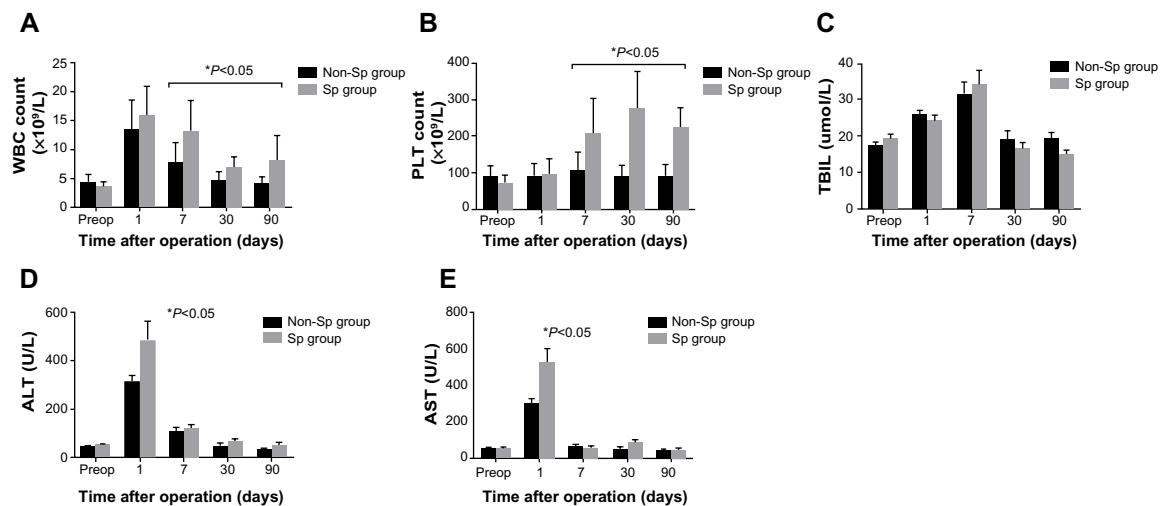 A
WBC count
(×10⁹/L)
25
20
15
10
5
0
*P<0.05
Non-Sp group
Sp group
Preop 1 7 30 90
Time after operation (days)
B
PLT count
(×10⁹/L)
400
300
200
100
0
*P<0.05
Non-Sp group
Sp group
Preop 1 7 30 90
Time after operation (days)
C
TBIL (umol/L)
40
30
20
10
0
Non-Sp group
Sp group
Preop 1 7 30 90
Time after operation (days)
D
ALT (U/L)
600
400
200
0
*P<0.05
Non-Sp group
Sp group
Preop 1 7 30 90
Time after operation (days)
E
AST (U/L)
800
600
400
200
0
*P<0.05
Non-Sp group
Sp group
Preop 1 7 30 90
Time after operation (days)